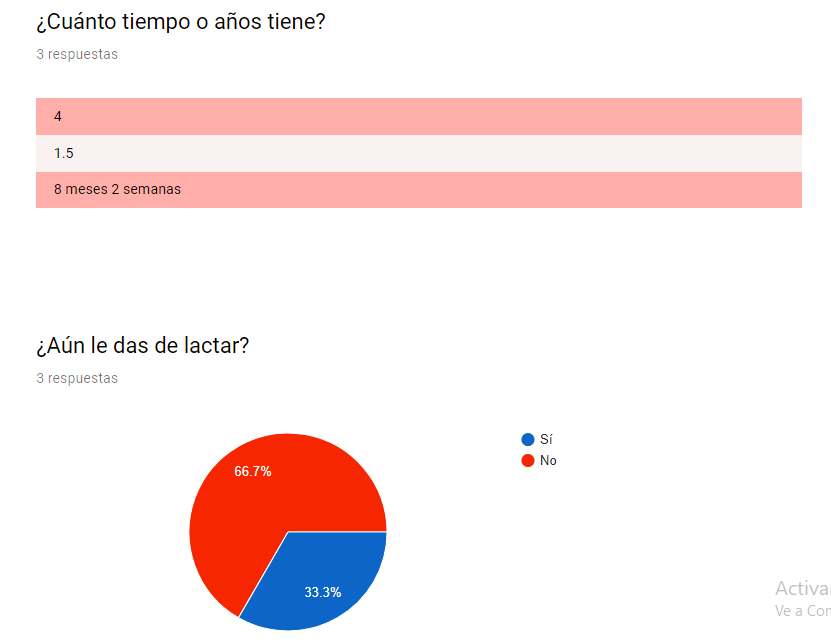 ¿Cuánto tiempo o años tiene?
3 respuestas
4
1.5
8 meses 2 semanas
¿Aún le das de lactar?
3 respuestas
Sí
No
66.7%
33.3%
Activar
Ve a Con